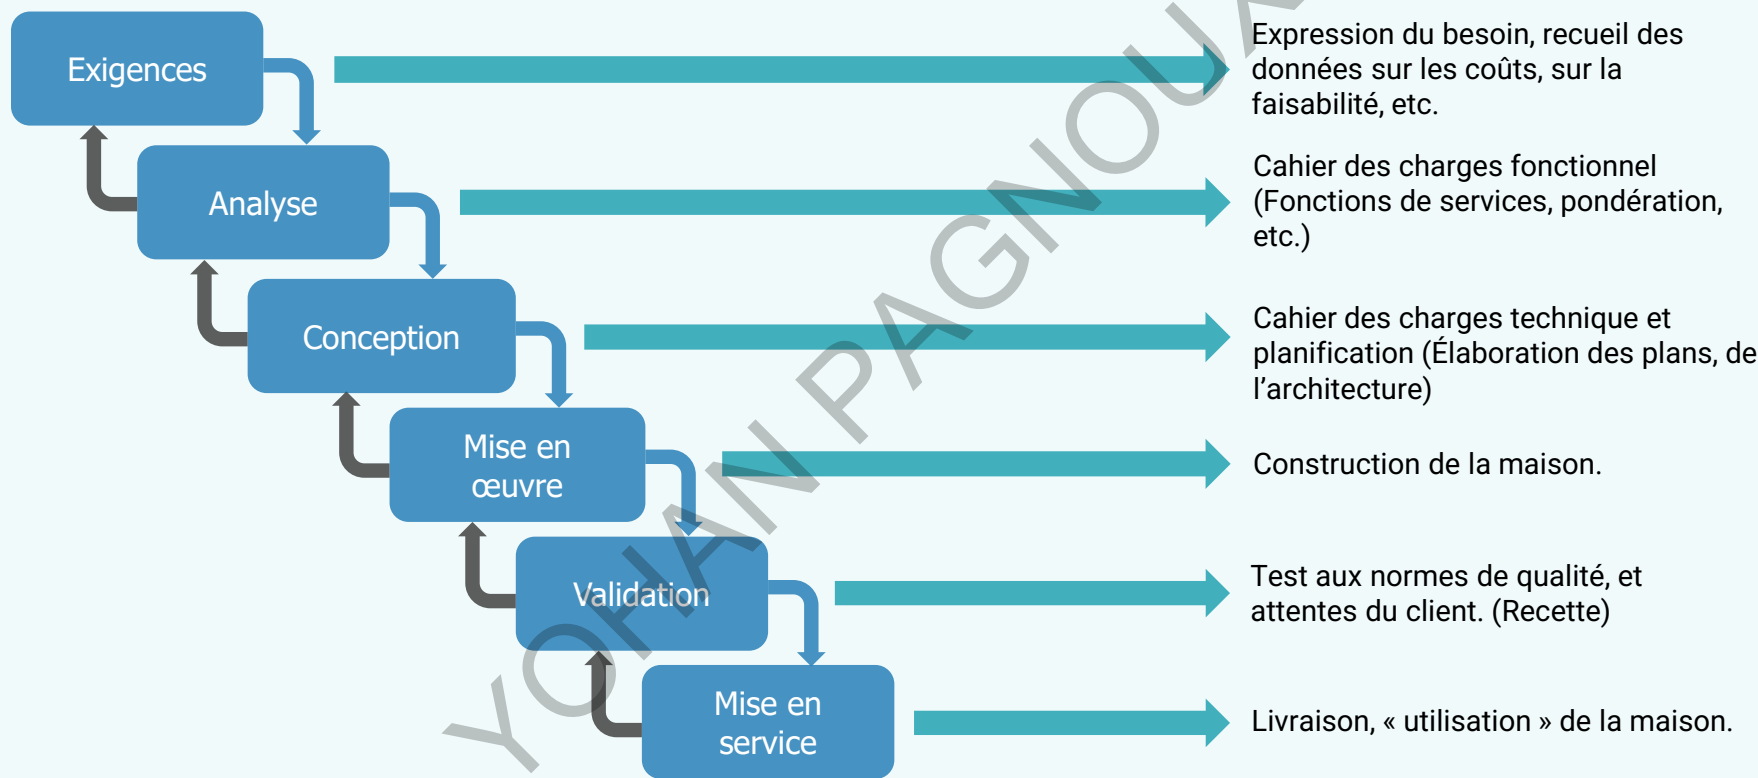 Exigences
Expression du besoin, recueil des
données sur les coûts, sur la
faisabilité, etc.
Analyse
Cahier des charges fonctionnel
(Fonctions de services, pondération,
etc.)
Conception
Cahier des charges technique et
planification (Élaboration des plans, de
l’architecture)
Mise en
œuvre
Construction de la maison.
Validation
Test aux normes de qualité, et
attentes du client. (Recette)
Mise en
service
Livraison, « utilisation » de la maison.
YOHAN PAGNOUX